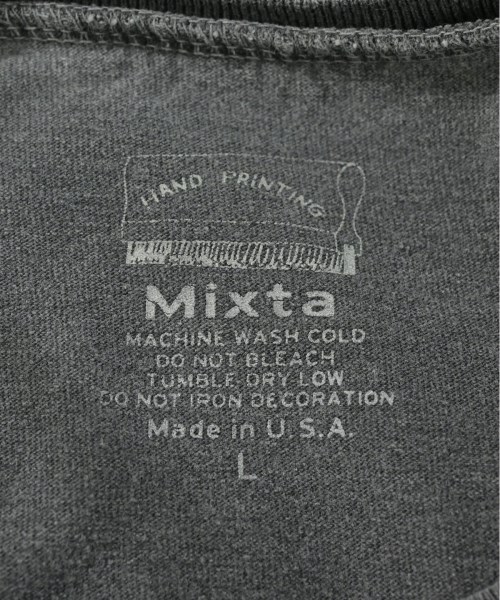 HAND PRINTING
Mixta
MACHINE WASH COLD
DO NOT BLEACH
TUMBLE DRY LOW
DO NOT IRON DECORATION
Made in U.S.A.
L